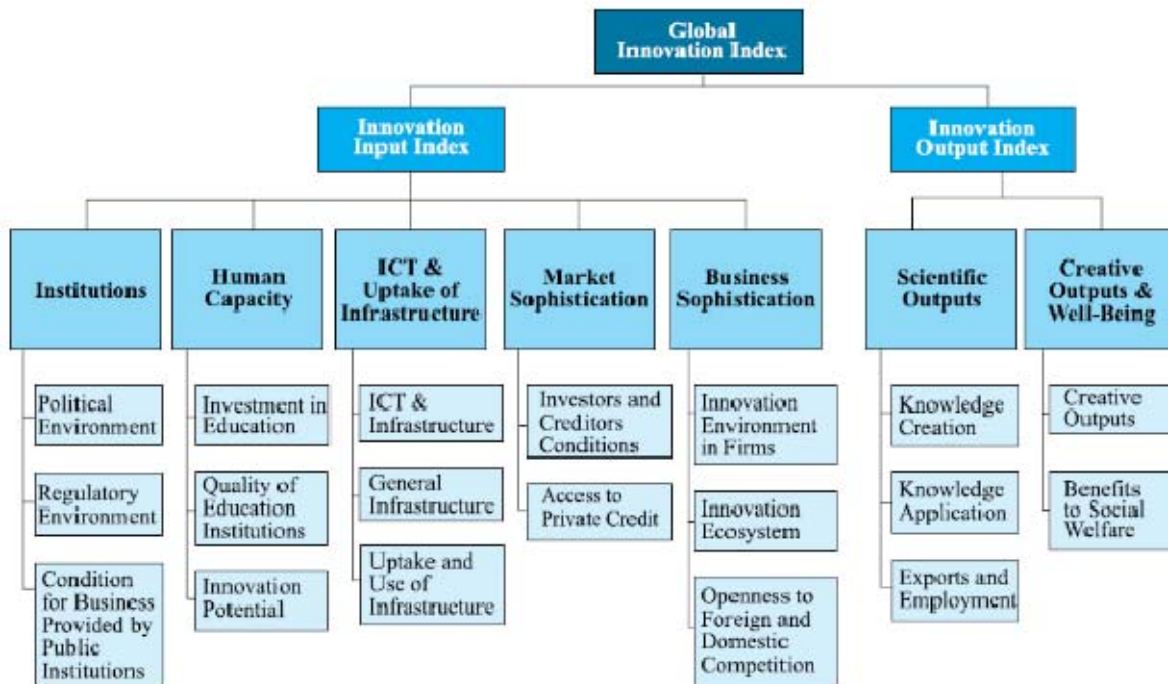 Global
Innovation Index
Innovation
Input Index
Innovation
Output Index
Institutions
Human
Capacity
ICT &
Uptake of
Infrastructure
Market
Sophistication
Business
Sophistication
Scientific
Outputs
Creative
Outputs &
Well-Being
Political
Environment
Regulatory
Environment
Condition
for Business
Provided by
Public
Institutions
Investment in
Education
Quality of
Education
Institutions
Innovation
Potential
ICT &
Infrastructure
General
Infrastructure
Uptake and
Use of
Infrastructure
Investors and
Creditors
Conditions
Access to
Private Credit
Innovation
Environment
in Firms
Innovation
Ecosystem
Openness to
Foreign and
Domestic
Competition
Knowledge
Creation
Knowledge
Application
Exports and
Employment
Creative
Outputs
Benefits
to Social
Welfare